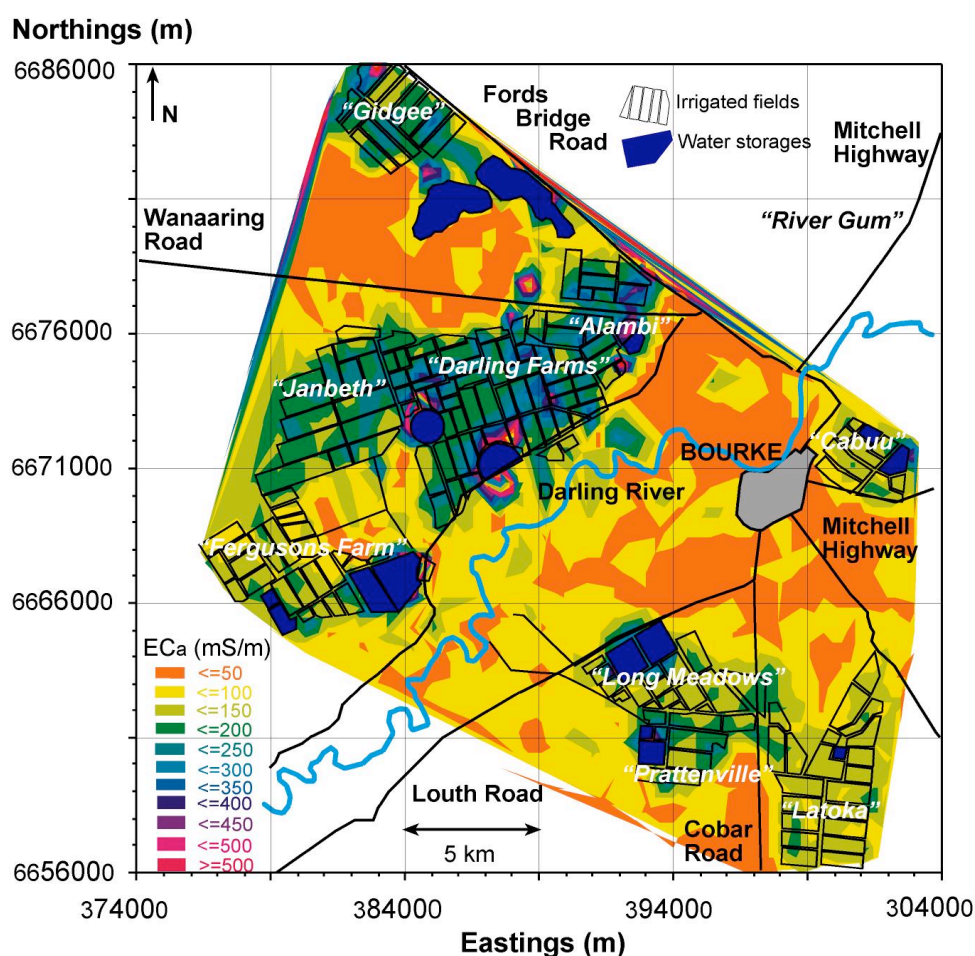 Northings (m)
6686000
N
"Gidgee"
Fords
Bridge
Road
Irrigated fields
Water storages
Mitchell
Highway
Wanaaring
Road
"River Gum"
6676000
"Alambi"
"Darling Farms"
"Janbeth"
"Cabuu"
BOURKE
6671000
Darling River
Mitchell
Highway
"Fergusons Farm"
6666000
ECa (mS/m)
<=50
<=100
<=150
<=200
<=250
<=300
<=350
<=400
<=450
<=500
>=500
"Long Meadows"
"Prattenville"
Louth Road
"Latoka"
Cobar
Road
5 km
6656000
374000
384000
394000
304000
Eastings (m)